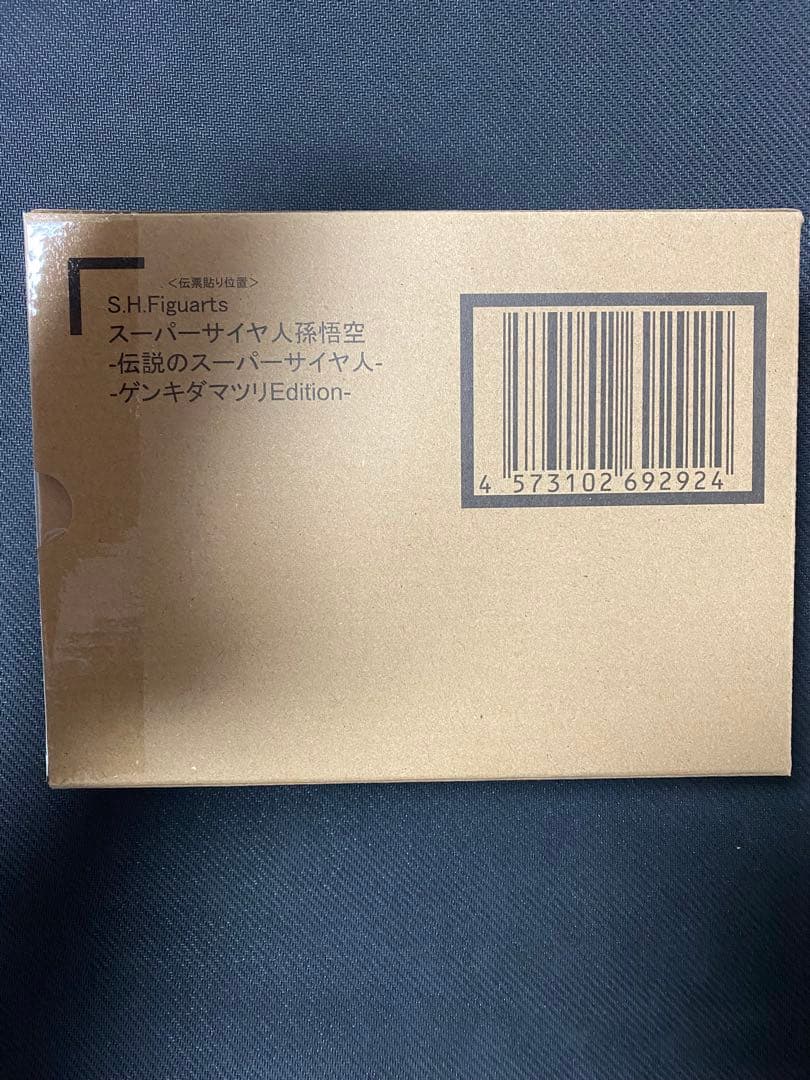 ＜伝票貼り位置＞
S.H.Figuarts
スーパーサイヤ人孫悟空
-伝説のスーパーサイヤ人-
-ゲンキダマツリEdition-
4 573102 692924